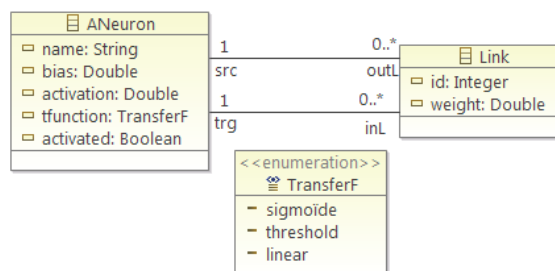 ANeuron
name: String
bias: Double
activation: Double
tfunction: TransferF
activated: Boolean
1
0..*
src
outL
1
0..*
trg
inL
Link
id: Integer
weight: Double
<<enumeration>>
TransferF
sigmoïde
threshold
linear